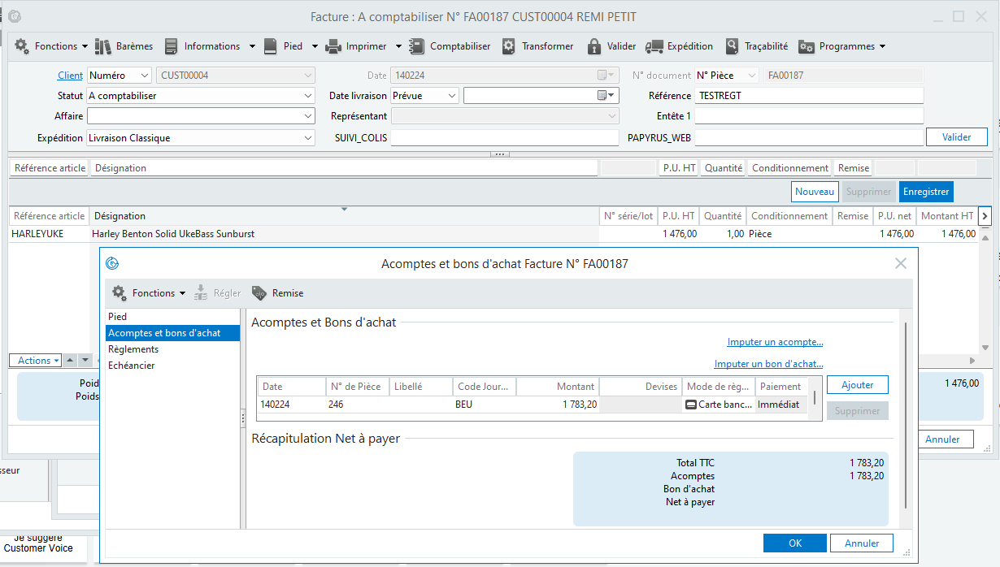 Facture : A comptabiliser N° FA00187 CUST00004 REMI PETIT
Fonctions Barèmes Informations Pied Imprimer Comptabiliser Transformer Valider Expédition Traçabilité Programmes
Client Numéro CUST00004 Date 140224 N° document N° Pièce FA00187
Statut A comptabiliser Date livraison Prévue Référence TESTREGT
Affaire Représentant Entête 1
Expédition Livraison Classique SUIVI_COLIS PAPYRUS_WEB Valider
Référence article Désignation P.U. HT Quantité Conditionnement Remise
Nouveau Supprimer Enregistrer
Référence article Désignation N° série/lot P.U. HT Quantité Conditionnement Remise P.U. net Montant HT
HARLEYUKE Harley Benton Solid UkeBass Sunburst 1 476,00 1,00 Pièce 1 476,00 1 476,00
Acomptes et bons d'achat Facture N° FA00187
Fonctions Régler Remise
Pied
Acomptes et bons d'achat
Règlements
Echéancier
Acomptes et Bons d'achat
Imputer un acompte...
Imputer un bon d'achat...
Date N° de Pièce Libellé Code Jour... Montant Devises Mode de règ... Paiement
140224 246 BEU 1 783,20 Carte banc... Immédiat
Ajouter
Supprimer
Récapitulation Net à payer
Total TTC 1 783,20
Acomptes 1 783,20
Bon d'achat
Net à payer
OK Annuler
Actions
Poid
Poids
1 476,00
Annuler
sseur
Je suggère
Customer Voice